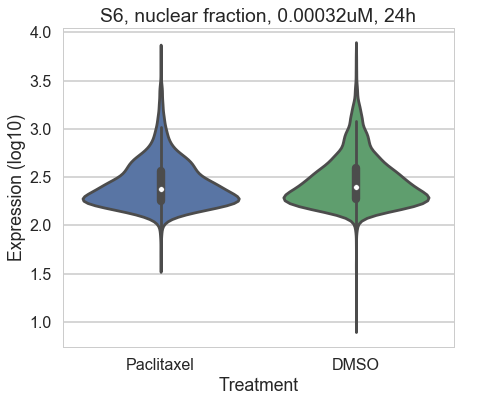 S6, nuclear fraction, 0.00032uM, 24h
4.0
3.5
3.0
2.5
2.0
1.5
1.0
Expression (log10)
Paclitaxel DMSO
Treatment